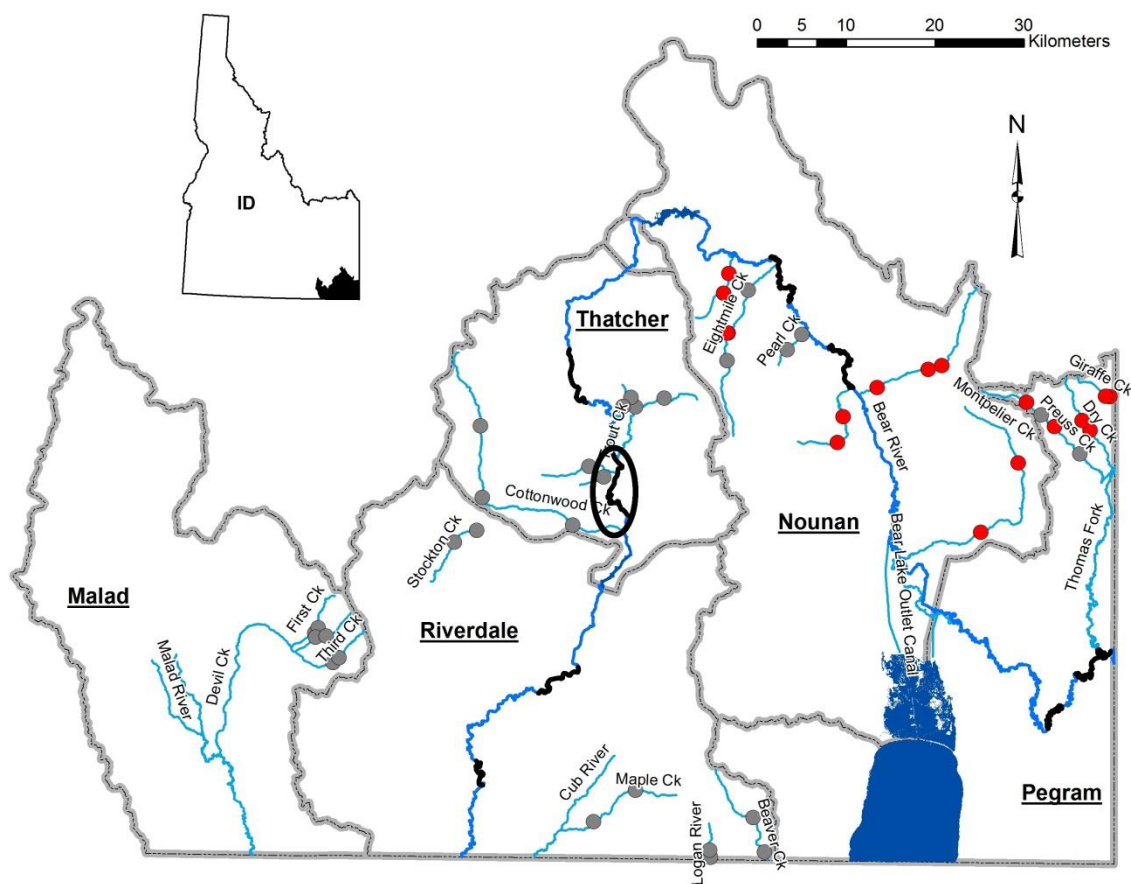 0 5 10 20 30
Kilometers
N
ID
Thatcher
Eightmile Ck
Pearl Ck
Giraffe Ck
Montpelier Ck
Preuss Ck
Dry Ck
Trout Ck
Bear River
Cottonwood Ck
Nounan
Stockton Ck
Thomas Fork
Bear Lake Outlet Canal
Malad
First Ck
Third Ck
Riverdale
Malad River
Devil Ck
Cub River
Maple Ck
Pegram
Logan River
Beaver Ck